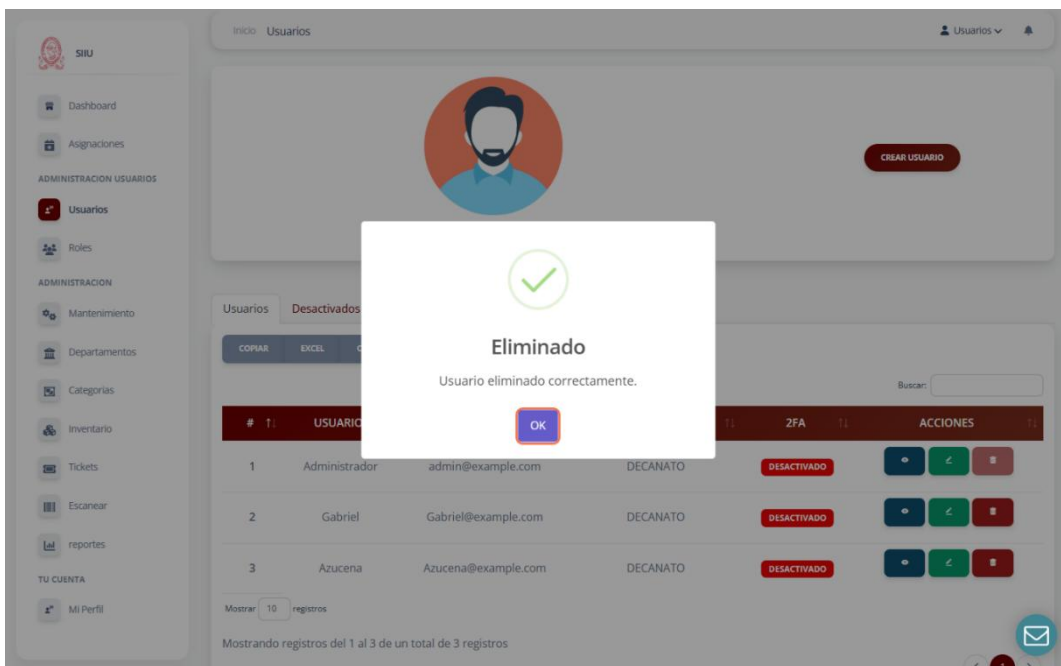 Inicio Usuarios
Usuarios
SIIU
Dashboard
Asignaciones
ADMINISTRACION USUARIOS
Usuarios
Roles
ADMINISTRACION
Mantenimiento
Departamentos
Categorias
Inventario
Tickets
Escanear
reportes
TU CUENTA
Mi Perfil
CREAR USUARIO
Usuarios Desactivados
COPIAR EXCEL
Buscar:
Eliminado
Usuario eliminado correctamente.
OK
# USUARIO 2FA ACCIONES
1 Administrador admin@example.com DECANATO DESACTIVADO
2 Gabriel Gabriel@example.com DECANATO DESACTIVADO
3 Azucena Azucena@example.com DECANATO DESACTIVADO
Mostrar 10 registros
Mostrando registros del 1 al 3 de un total de 3 registros